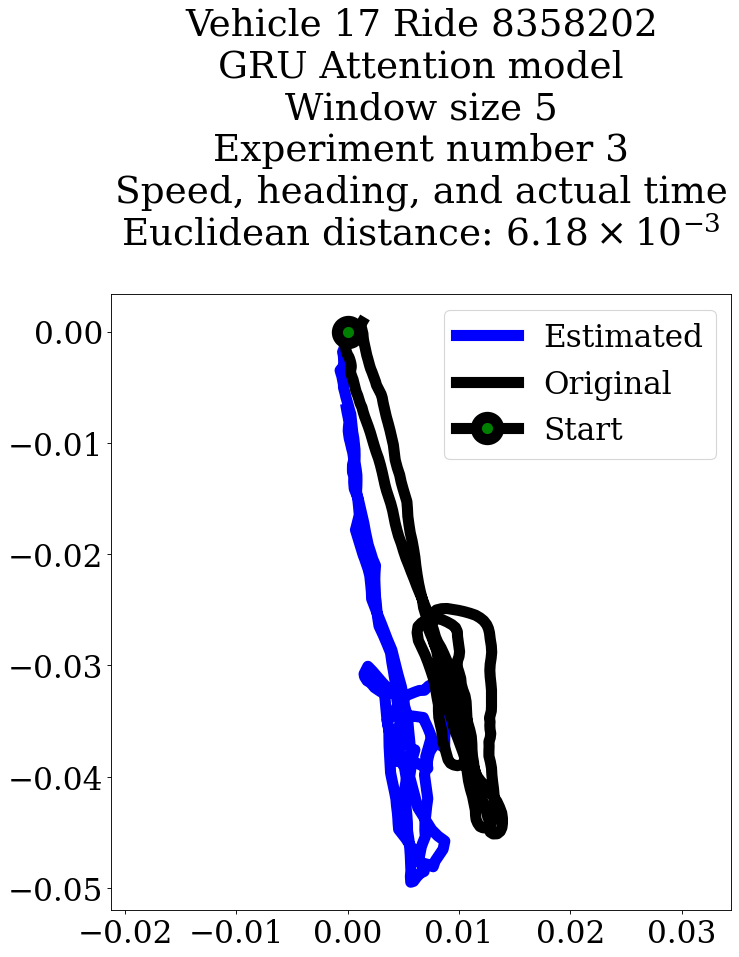 Vehicle 17 Ride 8358202
GRU Attention model
Window size 5
Experiment number 3
Speed, heading, and actual time
Euclidean distance: 6.18 × 10⁻³
Estimated
Original
Start
0.00
−0.01
−0.02
−0.03
−0.04
−0.05
−0.02 −0.01 0.00 0.01 0.02 0.03